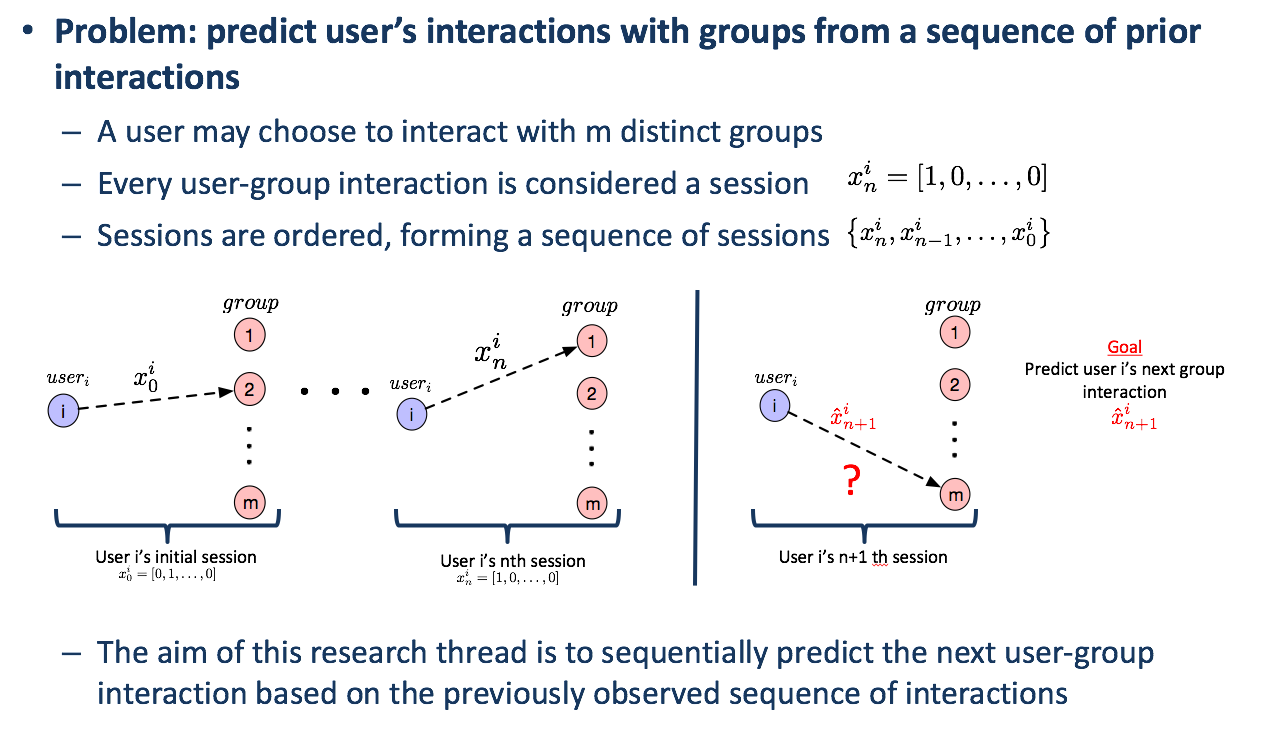 • Problem: predict user's interactions with groups from a sequence of prior
interactions
– A user may choose to interact with m distinct groups
– Every user-group interaction is considered a session $x_n^i = [1, 0, \ldots, 0]$
– Sessions are ordered, forming a sequence of sessions $\{x_n^i, x_{n-1}^i, \ldots, x_0^i\}$
group
1
user_i
$x_0^i$
i
2
m
User i's initial session
$x_0^i = [0, 1, \ldots, 0]$
group
$x_n^i$
1
user_i
i
2
m
User i's nth session
$x_n^i = [1, 0, \ldots, 0]$
group
1
user_i
i
2
$\hat{x}_{n+1}^i$
?
m
User i's n+1 th session
Goal
Predict user i's next group
interaction
$\hat{x}_{n+1}^i$
– The aim of this research thread is to sequentially predict the next user-group
interaction based on the previously observed sequence of interactions